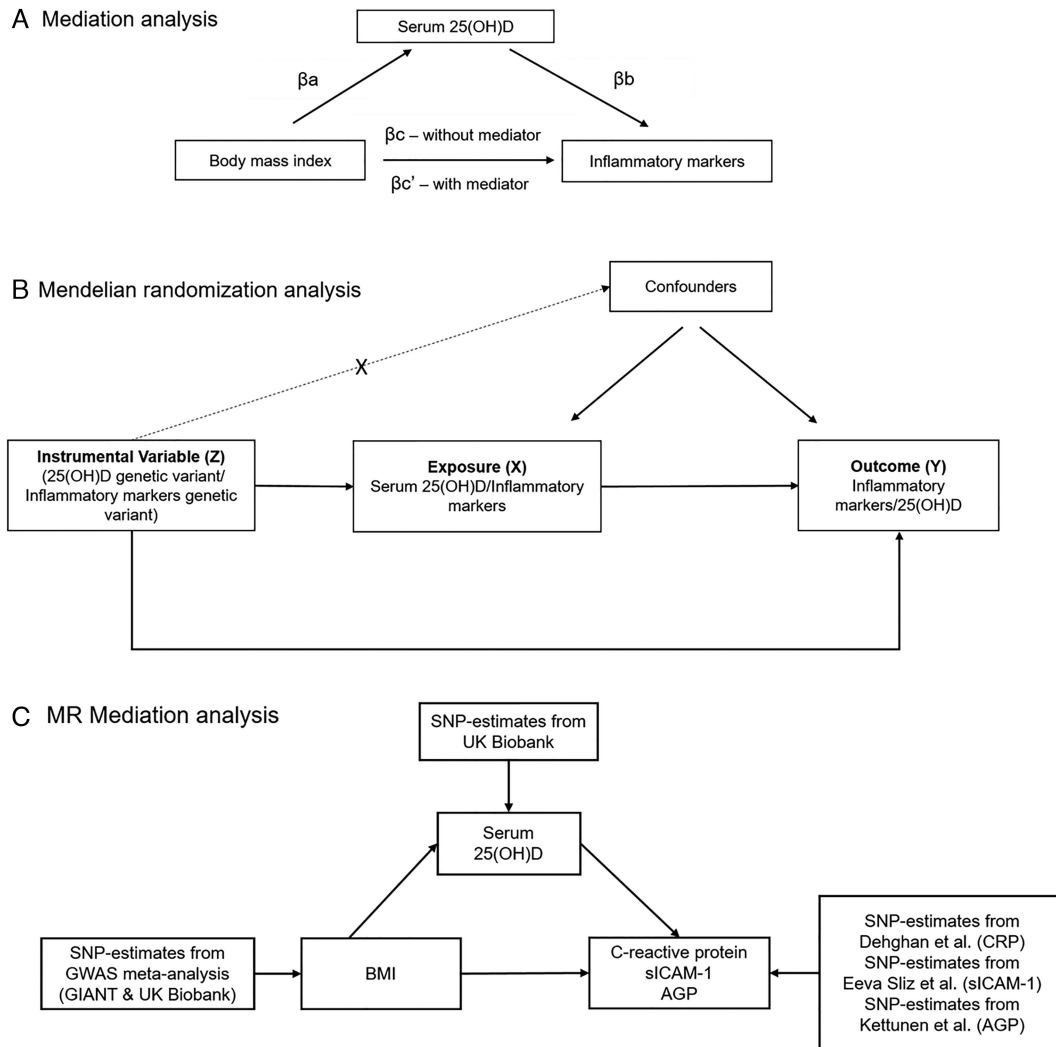 A Mediation analysis
Serum 25(OH)D
βa
βb
βc – without mediator
Body mass index
Inflammatory markers
βc’ – with mediator
B Mendelian randomization analysis
Confounders
X
Instrumental Variable (Z)
(25(OH)D genetic variant/
Inflammatory markers genetic
variant)
Exposure (X)
Serum 25(OH)D/Inflammatory
markers
Outcome (Y)
Inflammatory
markers/25(OH)D
C MR Mediation analysis
SNP-estimates from
UK Biobank
Serum
25(OH)D
SNP-estimates from
GWAS meta-analysis
(GIANT & UK Biobank)
BMI
C-reactive protein
sICAM-1
AGP
SNP-estimates from
Dehghan et al. (CRP)
SNP-estimates from
Eeva Sliz et al. (sICAM-1)
SNP-estimates from
Kettunen et al. (AGP)